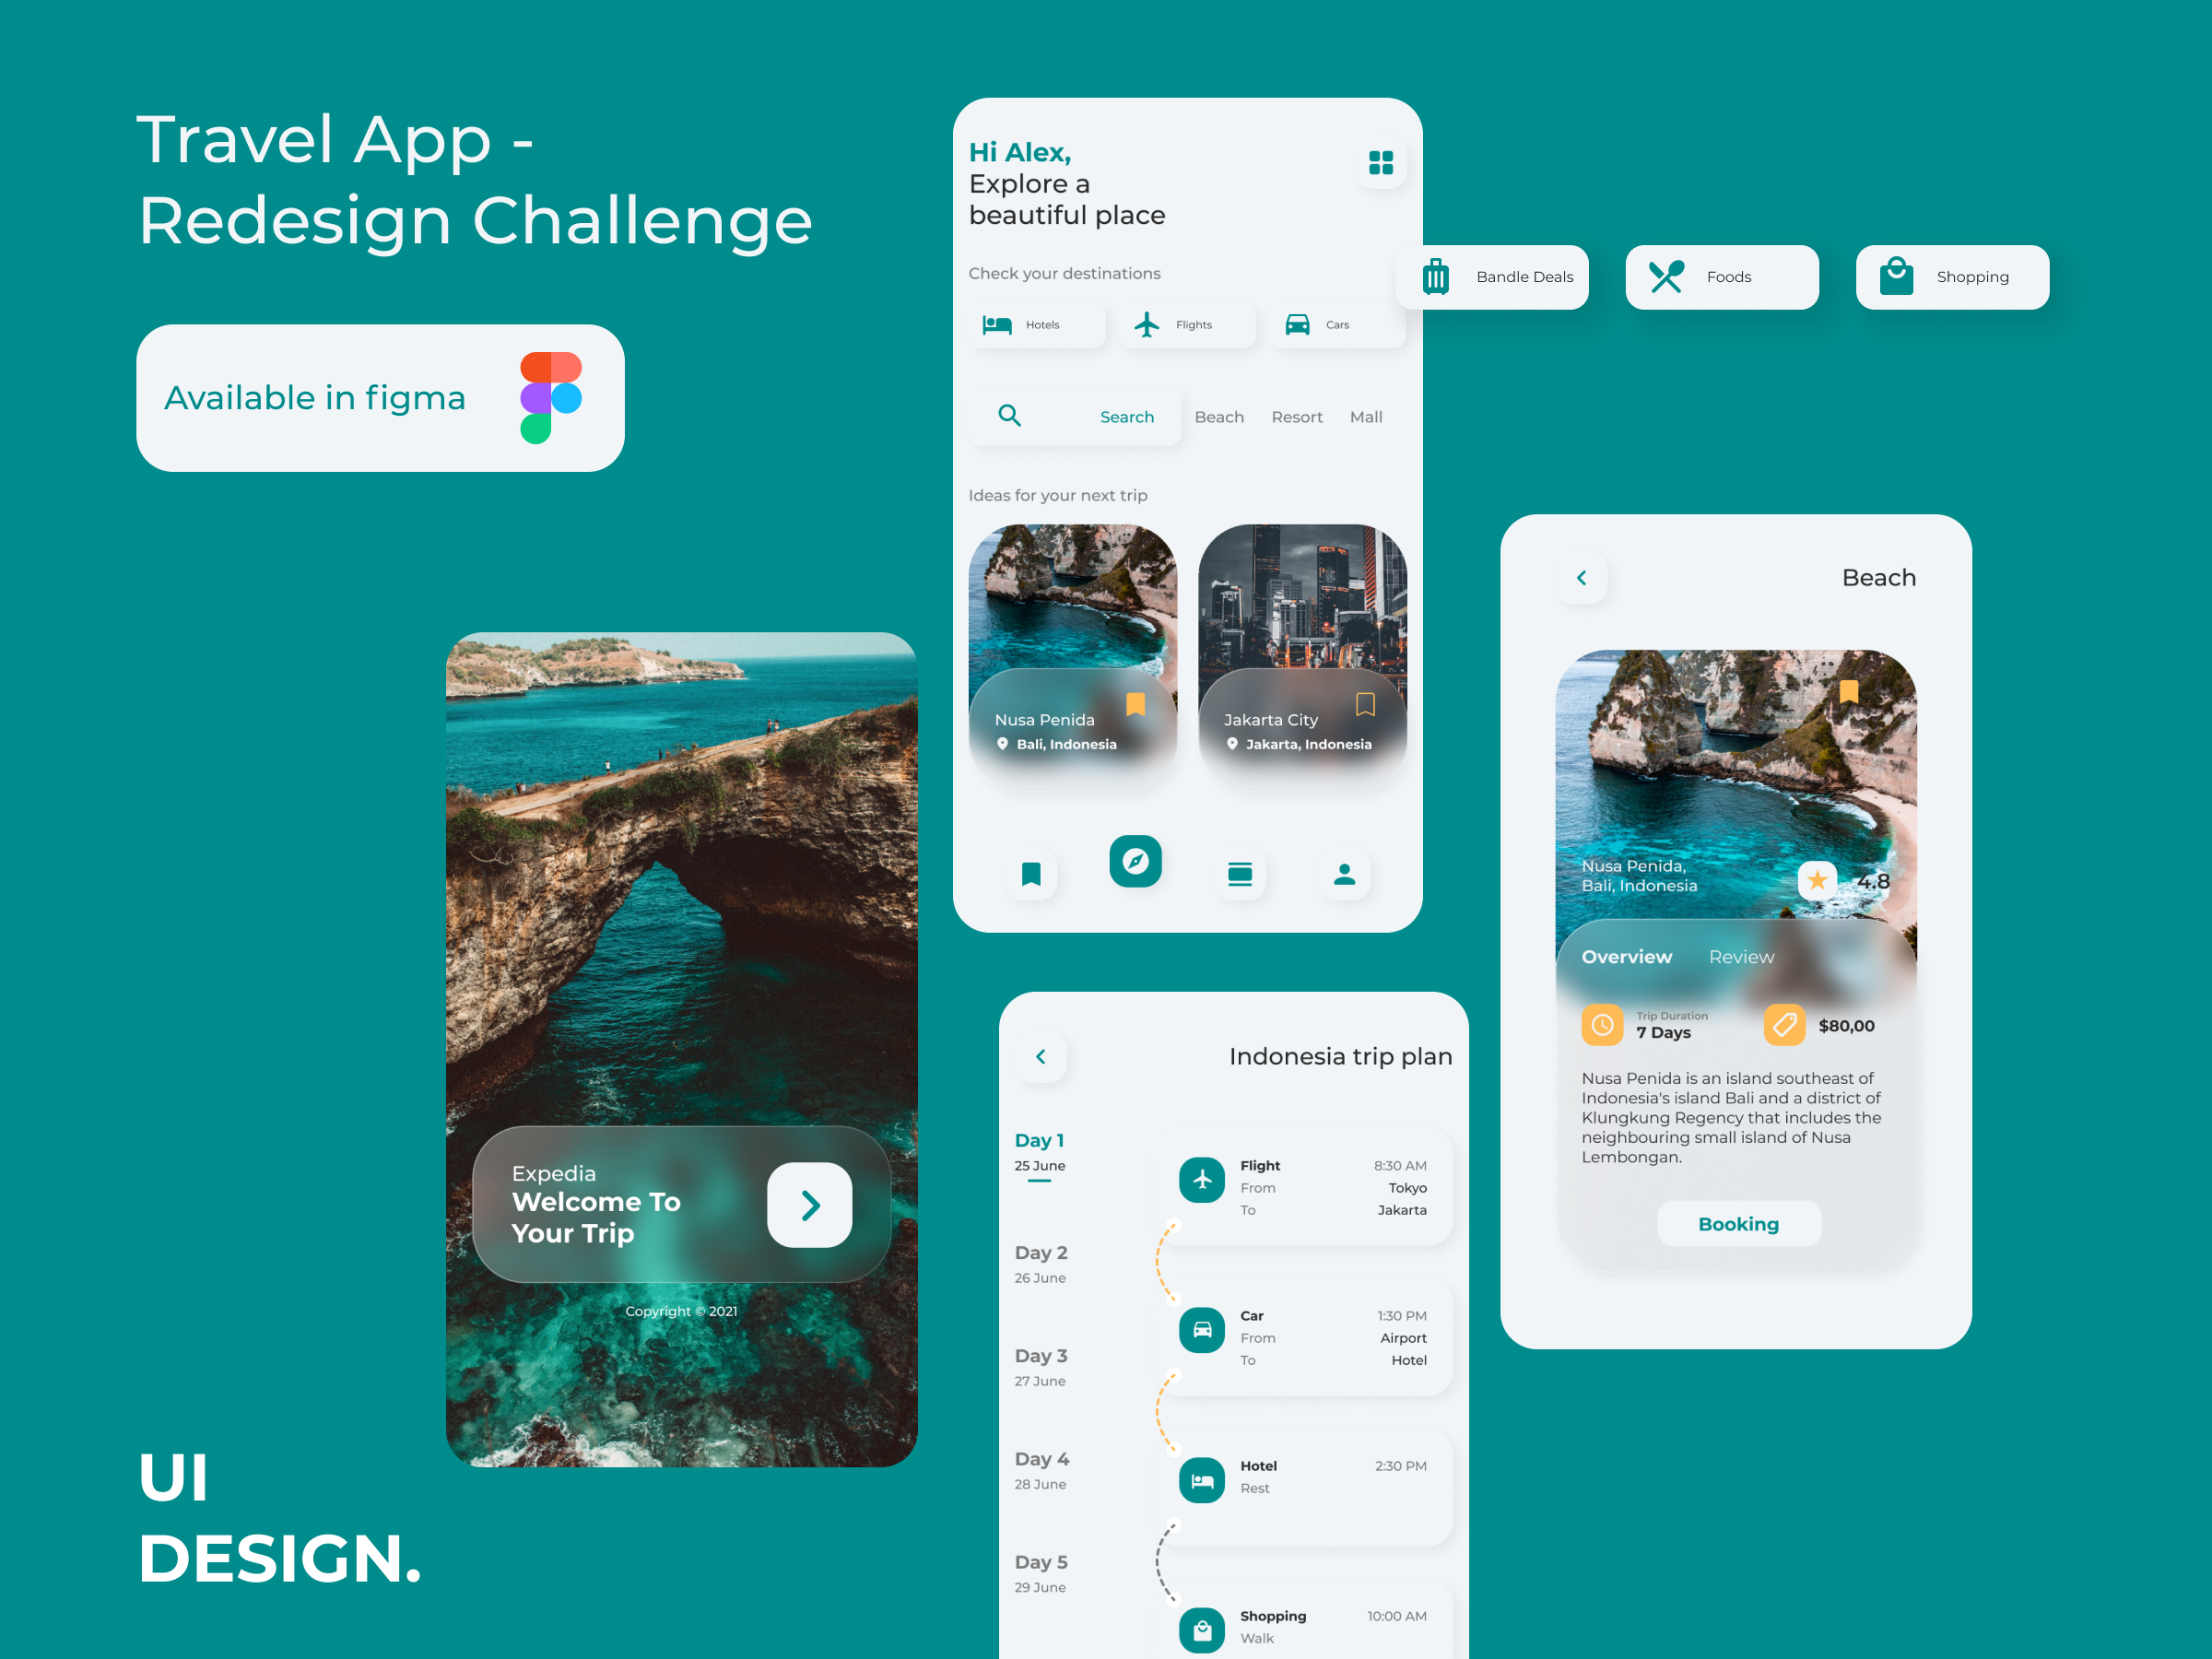 Travel App -
Redesign Challenge
Available in figma
UI
DESIGN.
Expedia
Welcome To
Your Trip
Copyright © 2021
Hi Alex,
Explore a
beautiful place
Check your destinations
Hotels
Flights
Cars
Bandle Deals
Foods
Shopping
Search
Beach
Resort
Mall
Ideas for your next trip
Nusa Penida
Bali, Indonesia
Jakarta City
Jakarta, Indonesia
Indonesia trip plan
Day 1
25 June
Day 2
26 June
Day 3
27 June
Day 4
28 June
Day 5
29 June
Flight 8:30 AM
From Tokyo
To Jakarta
Car 1:30 PM
From Airport
To Hotel
Hotel 2:30 PM
Rest
Shopping 10:00 AM
Walk
Beach
Nusa Penida,
Bali, Indonesia
4.8
Overview Review
Trip Duration
7 Days
$80,00
Nusa Penida is an island southeast of
Indonesia's island Bali and a district of
Klungkung Regency that includes the
neighbouring small island of Nusa
Lembongan.
Booking